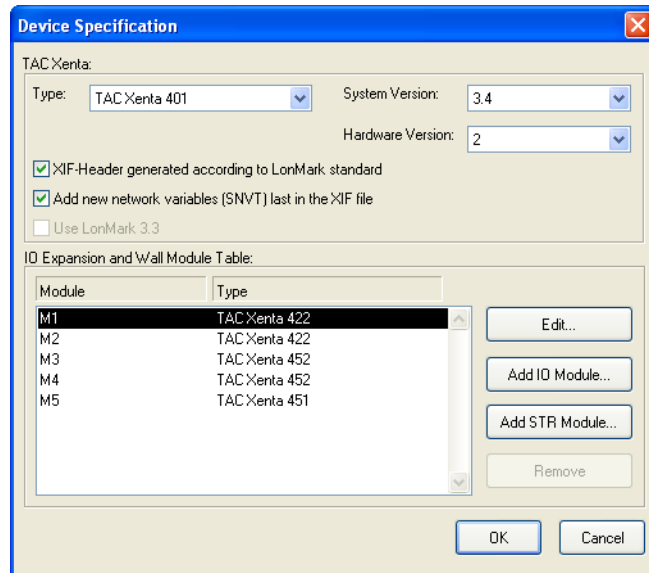 Device Specification
TAC Xenta:
Type: TAC Xenta 401 System Version: 3.4
Hardware Version: 2
XIF-Header generated according to LonMark standard
Add new network variables (SNVT) last in the XIF file
Use LonMark 3.3
IO Expansion and Wall Module Table:
Module Type
M1 TAC Xenta 422
M2 TAC Xenta 422
M3 TAC Xenta 452
M4 TAC Xenta 452
M5 TAC Xenta 451
Edit...
Add IO Module...
Add STR Module...
Remove
OK Cancel